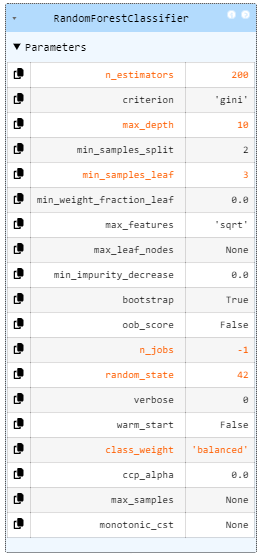 RandomForestClassifier
Parameters
n_estimators 200
criterion 'gini'
max_depth 10
min_samples_split 2
min_samples_leaf 3
min_weight_fraction_leaf 0.0
max_features 'sqrt'
max_leaf_nodes None
min_impurity_decrease 0.0
bootstrap True
oob_score False
n_jobs -1
random_state 42
verbose 0
warm_start False
class_weight 'balanced'
ccp_alpha 0.0
max_samples None
monotonic_cst None